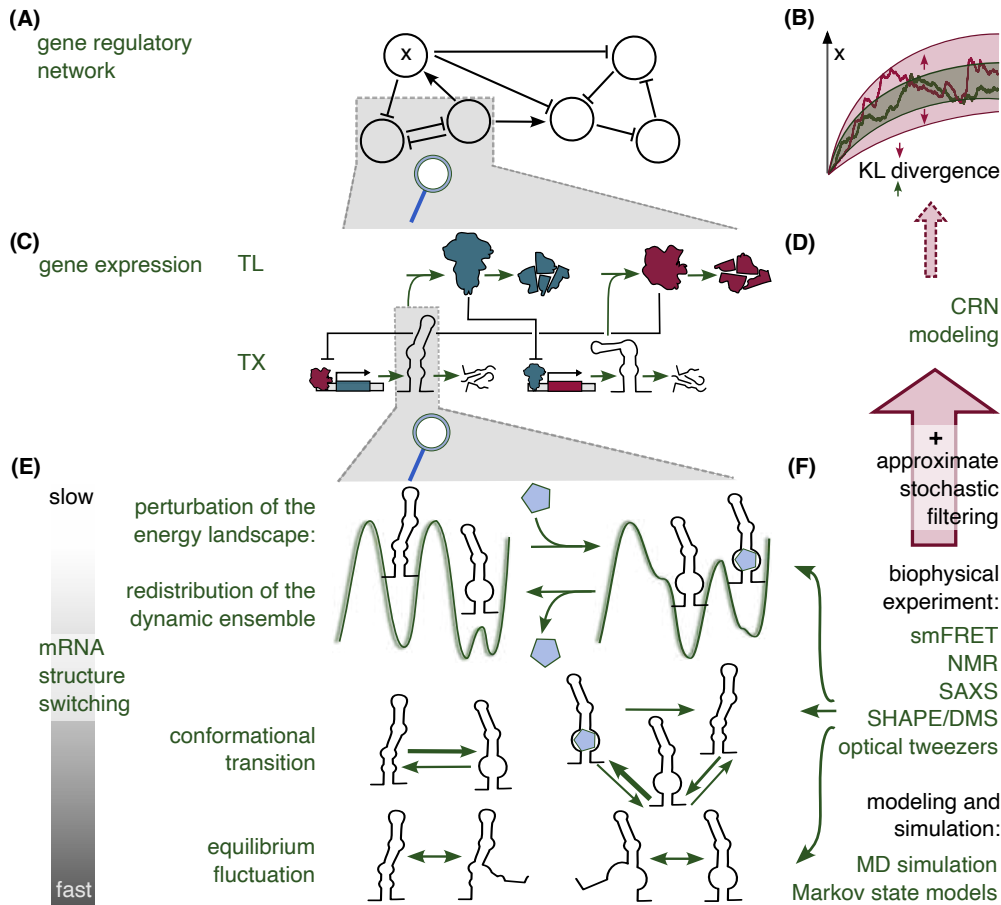 (A)
gene regulatory
network
X
(B)
X
KL divergence
(C)
gene expression
TL
TX
(D)
CRN
modeling
+
approximate
stochastic
filtering
(E)
slow
mRNA
structure
switching
fast
perturbation of the
energy landscape:
redistribution of the
dynamic ensemble
conformational
transition
equilibrium
fluctuation
(F)
biophysical
experiment:
smFRET
NMR
SAXS
SHAPE/DMS
optical tweezers
modeling and
simulation:
MD simulation
Markov state models